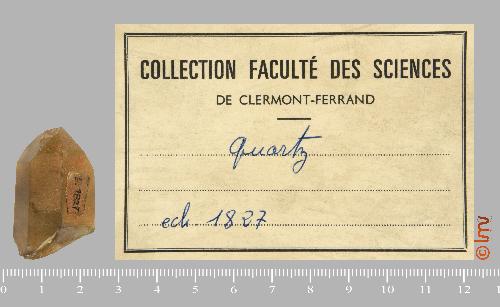 COLLECTION FACULTÉ DES SCIENCES
DE CLERMONT-FERRAND
quartz
ech 1827
© lmv
0 1 2 3 4 5 6 7 8 9 10 11 12